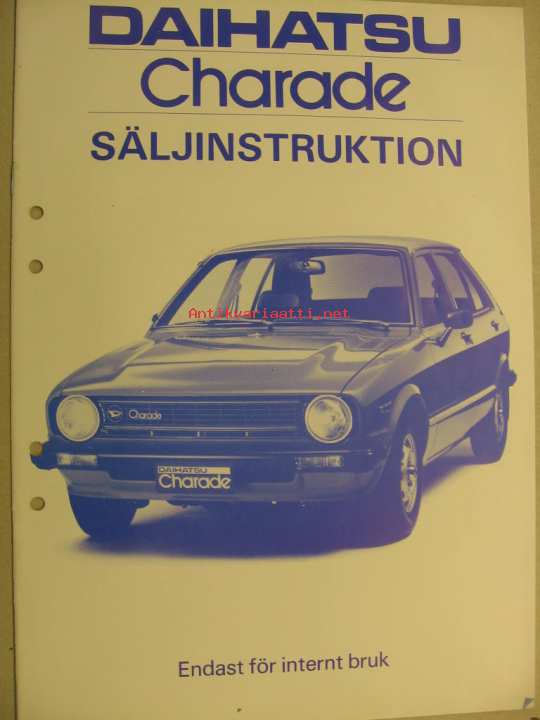 DAIHATSU
Charade
SÄLJINSTRUKTION
Antikvariaatti.net
Charade
DAIHATSU
Charade
Endast för internt bruk